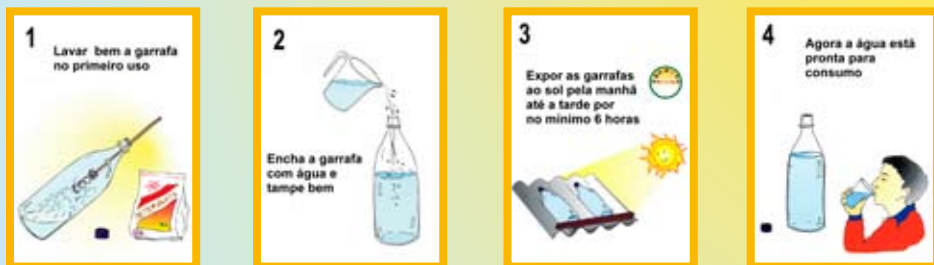 1
Lavar bem a garrafa
no primeiro uso
2
Encha a garrafa
com água e
tampe bem
3
Expor as garrafas
ao sol pela manhã
até a tarde por
no mínimo 6 horas
4
Agora a água está
pronta para
consumo